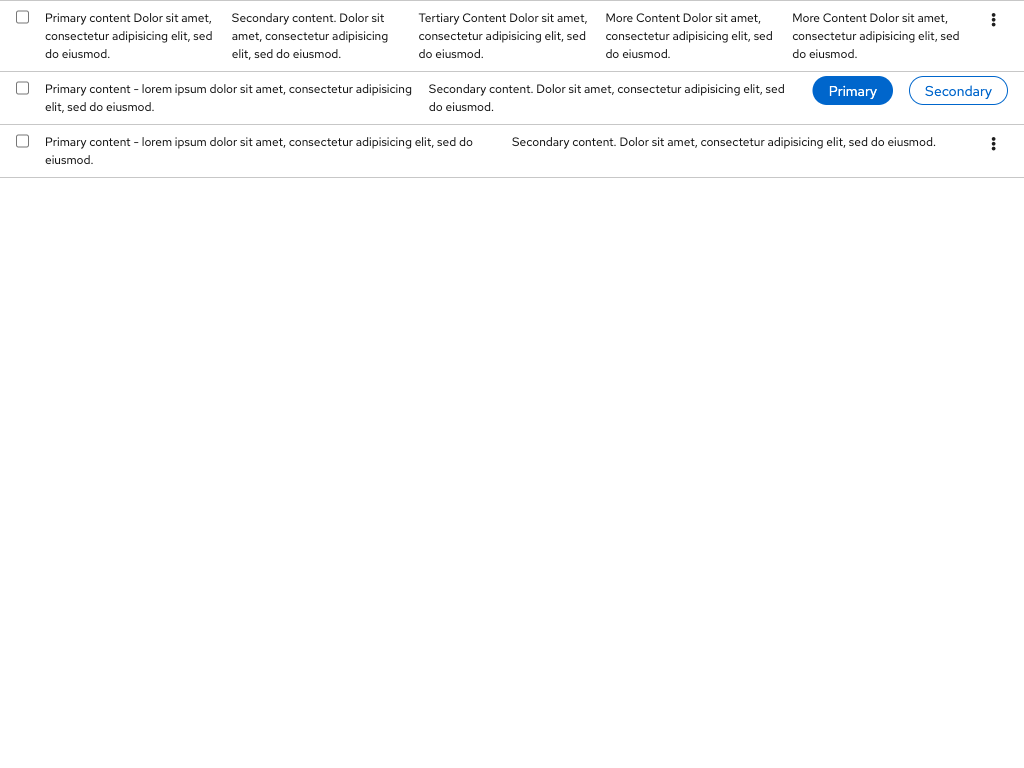 Primary content Dolor sit amet,
consectetur adipisicing elit, sed
do eiusmod.
Secondary content. Dolor sit
amet, consectetur adipisicing
elit, sed do eiusmod.
Tertiary Content Dolor sit amet,
consectetur adipisicing elit, sed
do eiusmod.
More Content Dolor sit amet,
consectetur adipisicing elit, sed
do eiusmod.
More Content Dolor sit amet,
consectetur adipisicing elit, sed
do eiusmod.
Primary content - lorem ipsum dolor sit amet, consectetur adipisicing
elit, sed do eiusmod.
Secondary content. Dolor sit amet, consectetur adipisicing elit, sed
do eiusmod.
Primary
Secondary
Primary content - lorem ipsum dolor sit amet, consectetur adipisicing elit, sed do
eiusmod.
Secondary content. Dolor sit amet, consectetur adipisicing elit, sed do eiusmod.